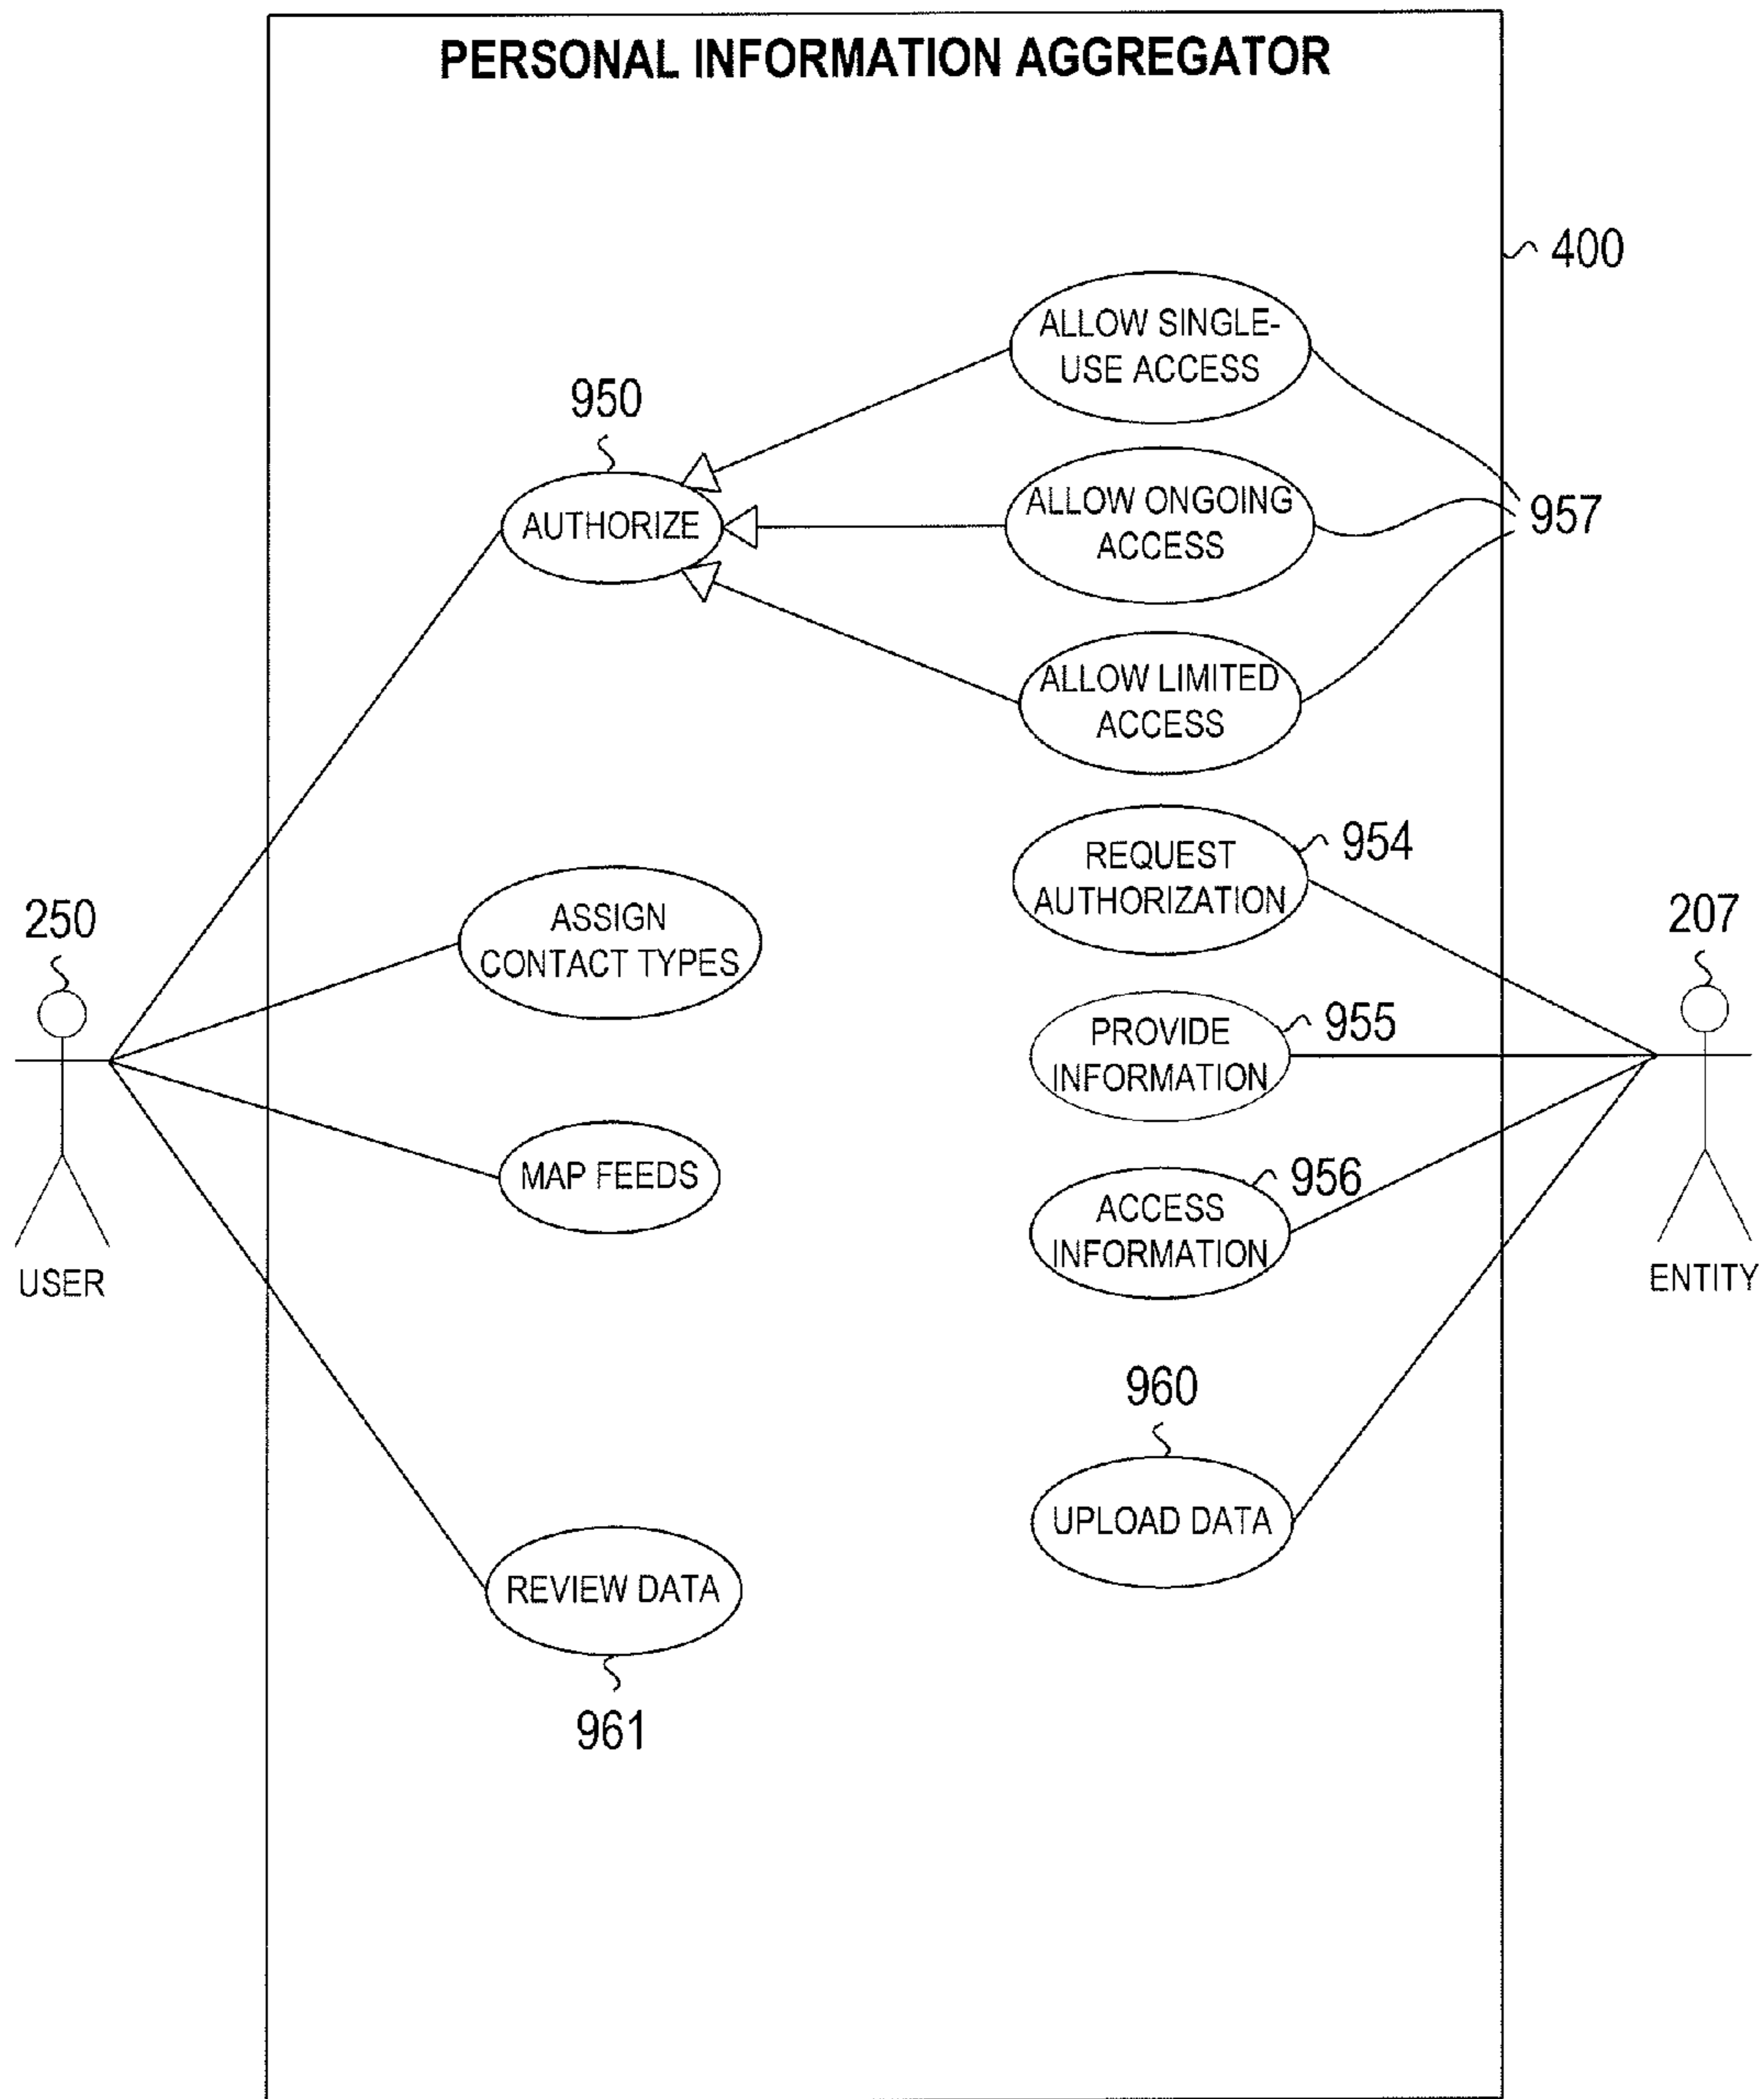 PERSONAL INFORMATION AGGREGATOR
400
ALLOW SINGLE-
USE ACCESS
950
AUTHORIZE
ALLOW ONGOING
ACCESS
957
ALLOW LIMITED
ACCESS
954
REQUEST
AUTHORIZATION
250
ASSIGN
CONTACT TYPES
207
955
PROVIDE
INFORMATION
MAP FEEDS
956
ACCESS
INFORMATION
USER
ENTITY
960
UPLOAD DATA
REVIEW DATA
961